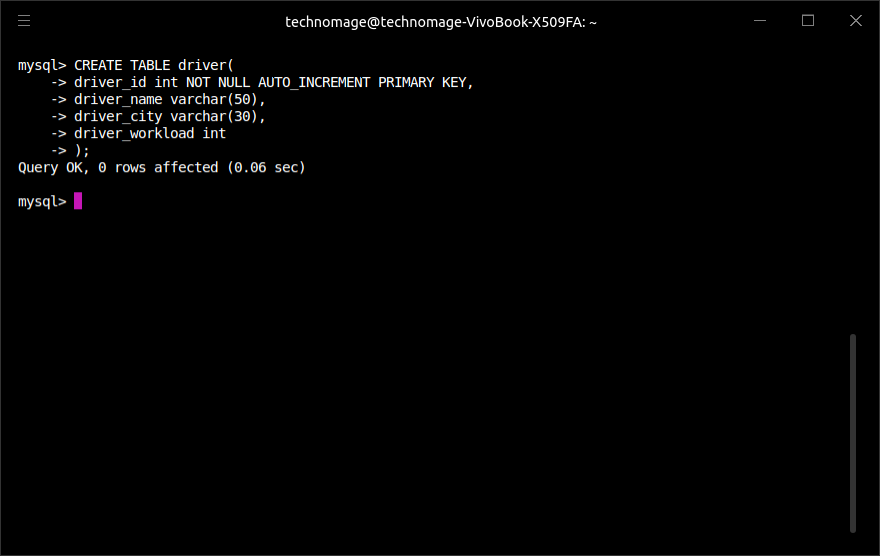 technomage@technomage-VivoBook-X509FA: ~
mysql> CREATE TABLE driver(
    -> driver_id int NOT NULL AUTO_INCREMENT PRIMARY KEY,
    -> driver_name varchar(50),
    -> driver_city varchar(30),
    -> driver_workload int
    -> );
Query OK, 0 rows affected (0.06 sec)
mysql>